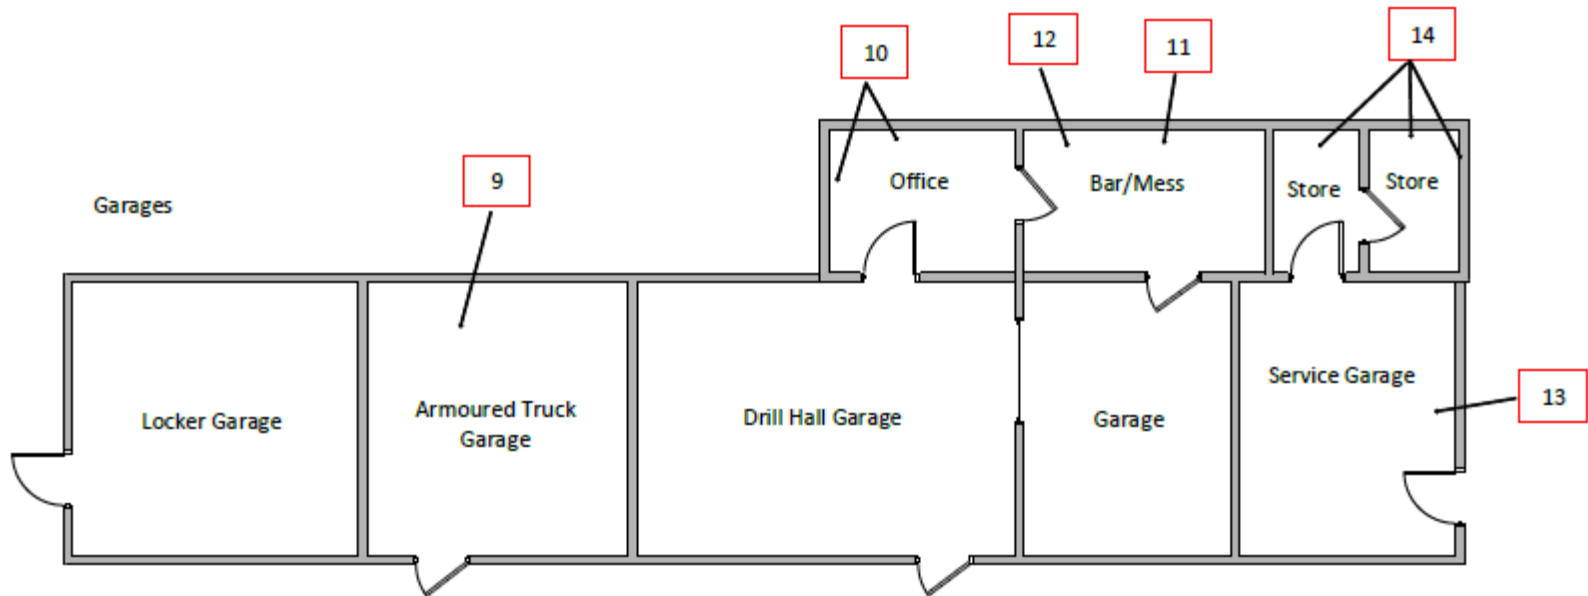 10
12
11
14
9
Garages
Office
Bar/Mess
Store
Store
Locker Garage
Armoured Truck
Garage
Drill Hall Garage
Garage
Service Garage
13